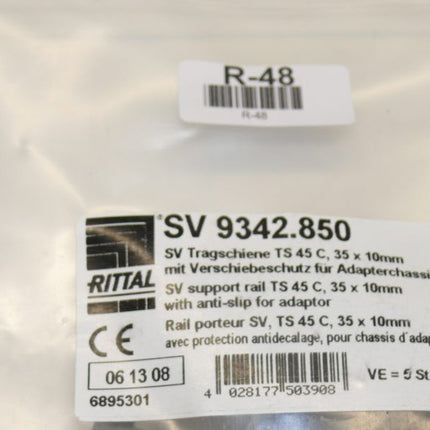 R-48
R-48
SV 9342.850
SV Tragschiene TS 45 C, 35 x 10mm
mit Verschiebeschutz für Adapterchassi
RITTAL
SV support rail TS 45 C, 35 x 10mm
with anti-slip for adaptor
Rail porteur SV, TS 45 C, 35 x 10mm
avec protection antidecalage, pour chassis d'adap
CE
06 13 08
6895301
4 028177 503908
VE = 5 St